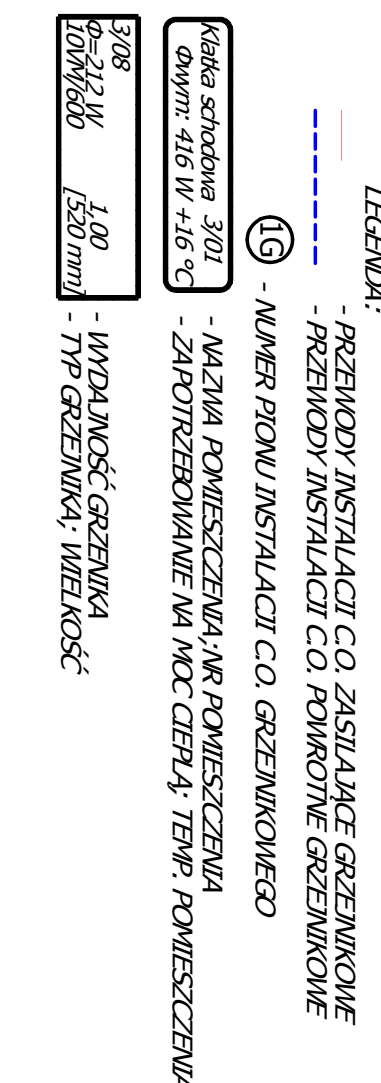 LEGENDA:
- PRZEWODY INSTALACJI C.O. ZASILAJĄCE GRZEJNIKOWE
- PRZEWODY INSTALACJI C.O. POWROTNE GRZEJNIKOWE
1G - NUMER PIONU INSTALACJI C.O. GRZEJNIKOWEGO
Klatka schodowa 3/01
Φwym: 416 W +16 °C
- NAZWA POMIESZCZENIA;NR POMIESZCZENIA
- ZAPOTRZEBOWANIE NA MOC CIEPLĄ; TEMP. POMIESZCZENIA
3/08
Φ=212 W 1,00
10VM/600 [520 mm]
- WYDAJNOŚĆ GRZENIKA
- TYP GRZEJNIKA; WIELKOŚĆ